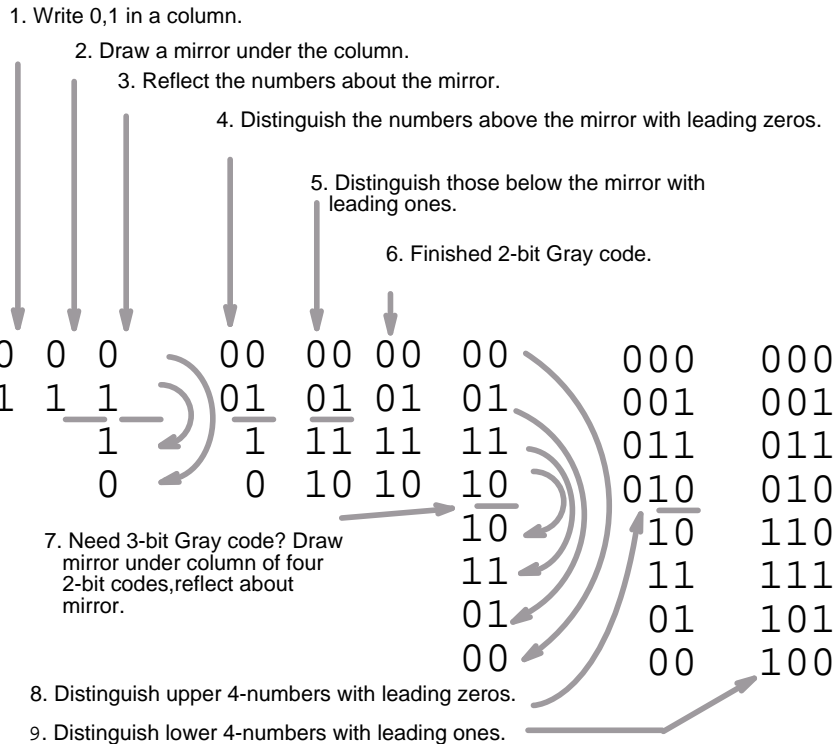 1. Write 0,1 in a column.
2. Draw a mirror under the column.
3. Reflect the numbers about the mirror.
4. Distinguish the numbers above the mirror with leading zeros.
5. Distinguish those below the mirror with
leading ones.
6. Finished 2-bit Gray code.
0 0 0 00 00 00 00 000 000
1 1 1 01 01 01 01 001 001
1 1 11 11 11 011 011
0 0 10 10 10 010 010
10 10 110
11 11 111
01 01 101
00 00 100
7. Need 3-bit Gray code? Draw
mirror under column of four
2-bit codes,reflect about
mirror.
8. Distinguish upper 4-numbers with leading zeros.
9. Distinguish lower 4-numbers with leading ones.